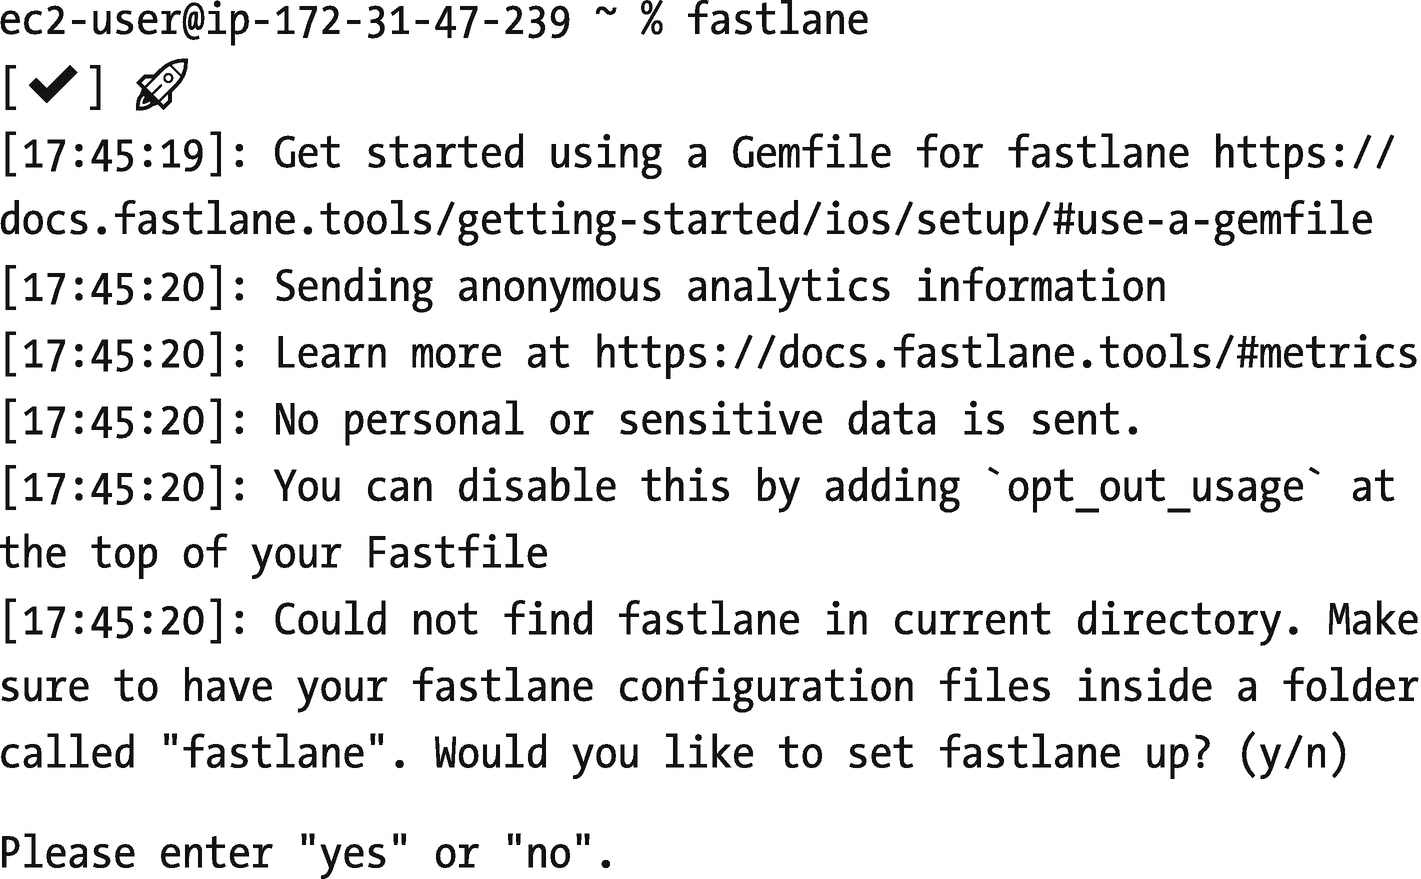 ec2-user@ip-172-31-47-239 ~ % fastlane
[✔] 🚀
[17:45:19]: Get started using a Gemfile for fastlane https://
docs.fastlane.tools/getting-started/ios/setup/#use-a-gemfile
[17:45:20]: Sending anonymous analytics information
[17:45:20]: Learn more at https://docs.fastlane.tools/#metrics
[17:45:20]: No personal or sensitive data is sent.
[17:45:20]: You can disable this by adding `opt_out_usage` at
the top of your Fastfile
[17:45:20]: Could not find fastlane in current directory. Make
sure to have your fastlane configuration files inside a folder
called "fastlane". Would you like to set fastlane up? (y/n)
Please enter "yes" or "no".